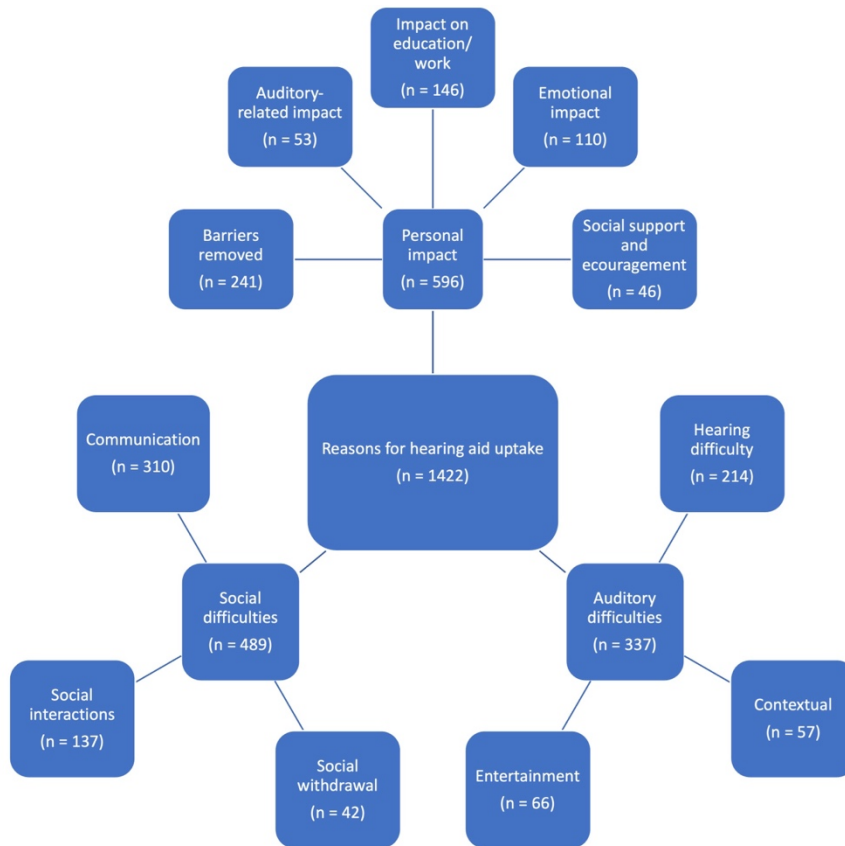 Impact on
education/
work
(n = 146)
Auditory-
related impact
(n = 53)
Emotional
impact
(n = 110)
Barriers
removed
(n = 241)
Personal
impact
(n = 596)
Social support
and
ecouragement
(n = 46)
Reasons for hearing aid uptake
(n = 1422)
Communication
(n = 310)
Hearing
difficulty
(n = 214)
Social
difficulties
(n = 489)
Auditory
difficulties
(n = 337)
Social
interactions
(n = 137)
Social
withdrawal
(n = 42)
Entertainment
(n = 66)
Contextual
(n = 57)